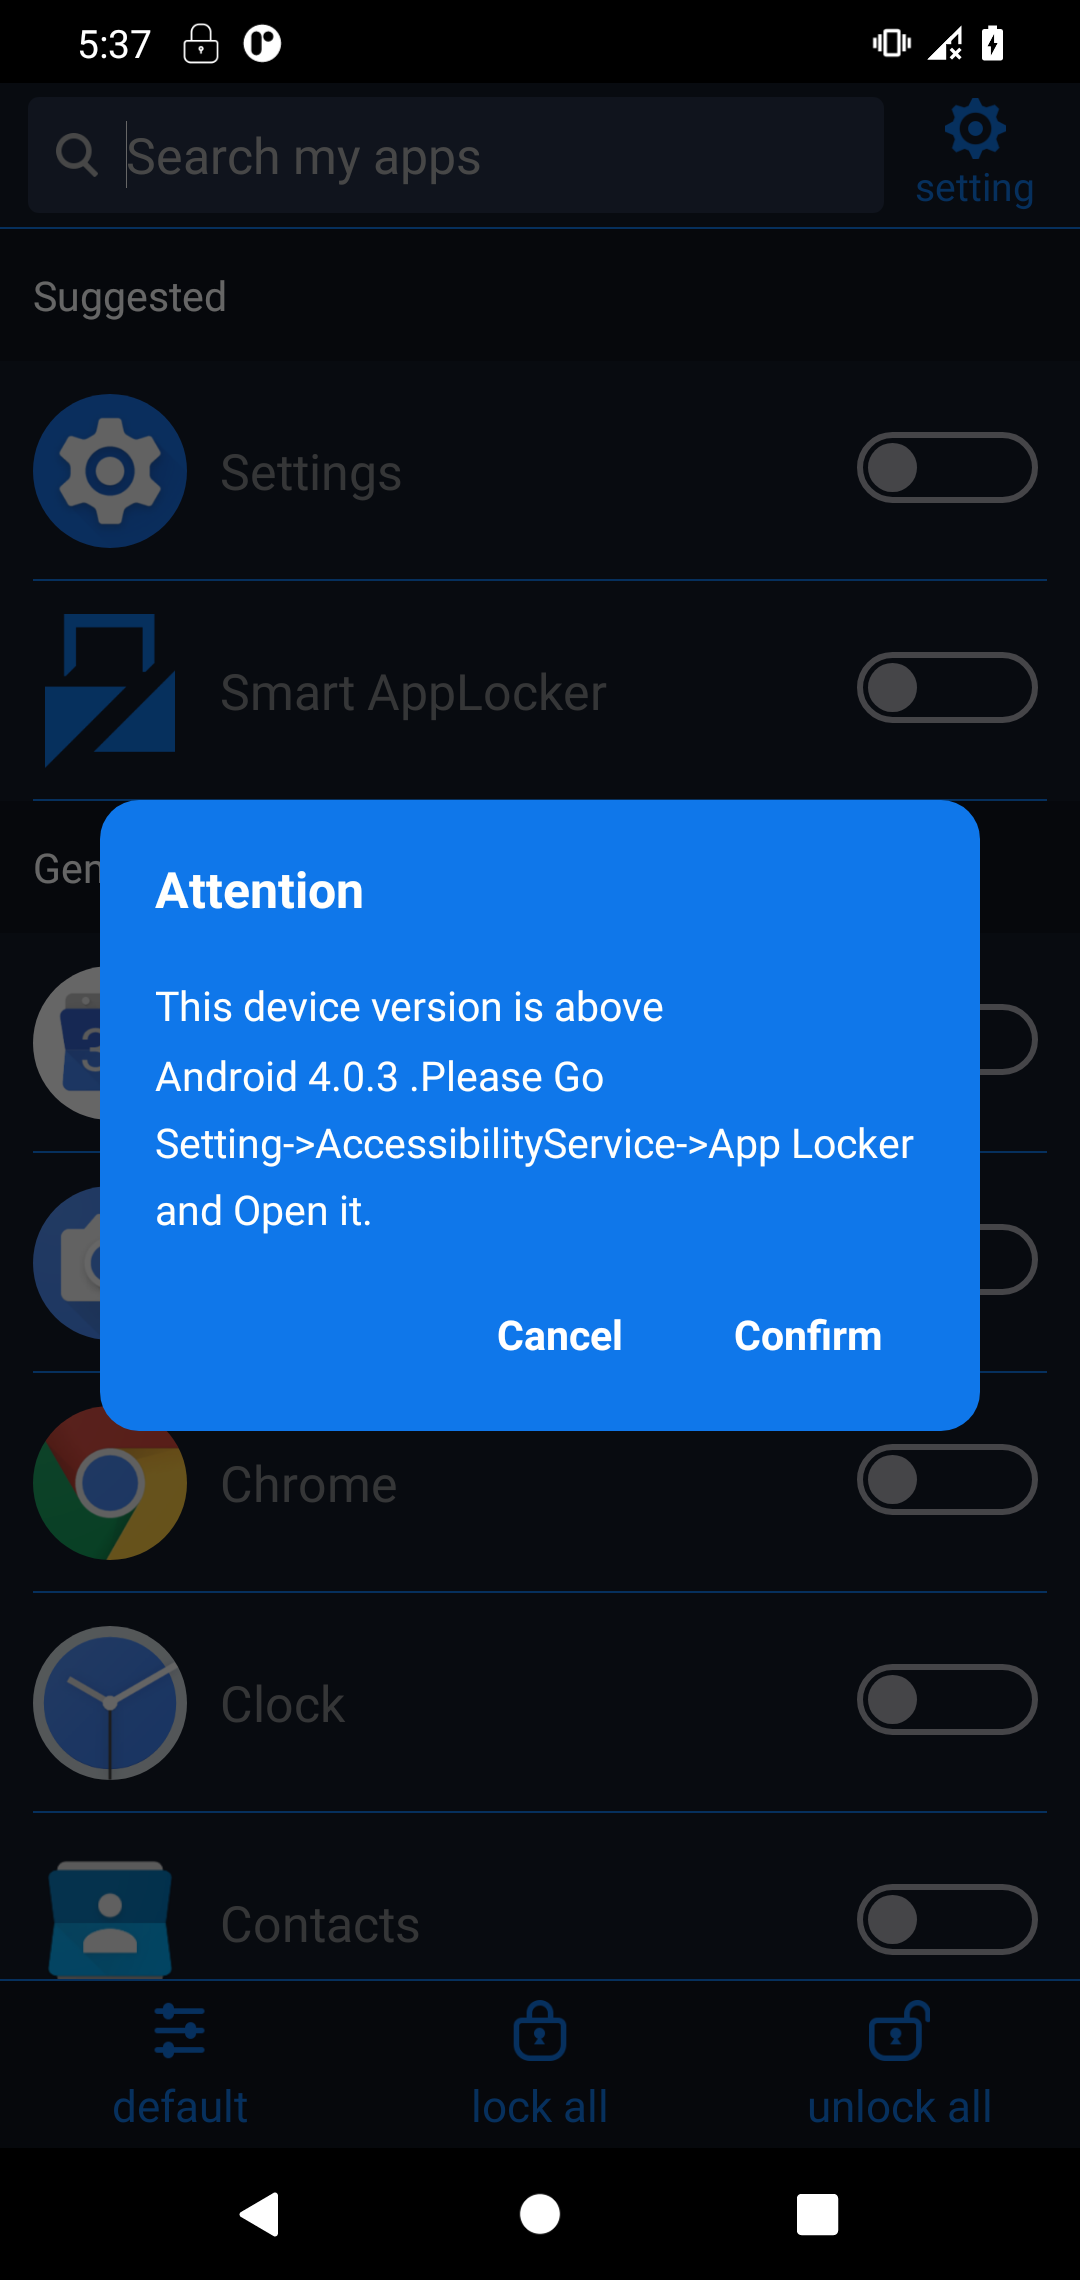 5:37
Search my apps
setting
Suggested
Settings
Smart AppLocker
Gen
Attention
This device version is above
Android 4.0.3 .Please Go
Setting->AccessibilityService->App Locker
and Open it.
Cancel Confirm
Chrome
Clock
Contacts
default lock all unlock all